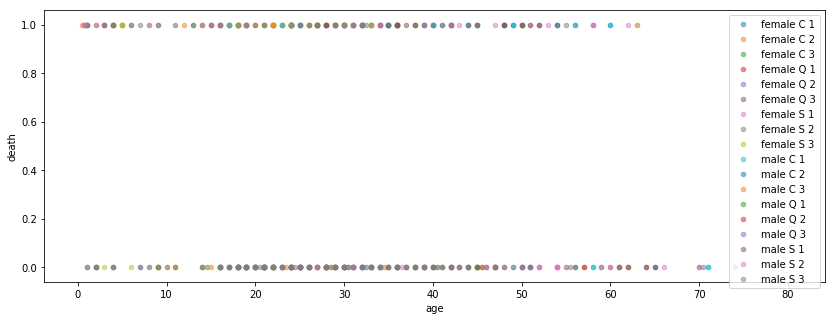 1.0
0.8
0.6
0.4
0.2
0.0
death
0
10
20
30
40
50
60
70
80
age
female C 1
female C 2
female C 3
female Q 1
female Q 2
female Q 3
female S 1
female S 2
female S 3
male C 1
male C 2
male C 3
male Q 1
male Q 2
male Q 3
male S 1
male S 2
male S 3